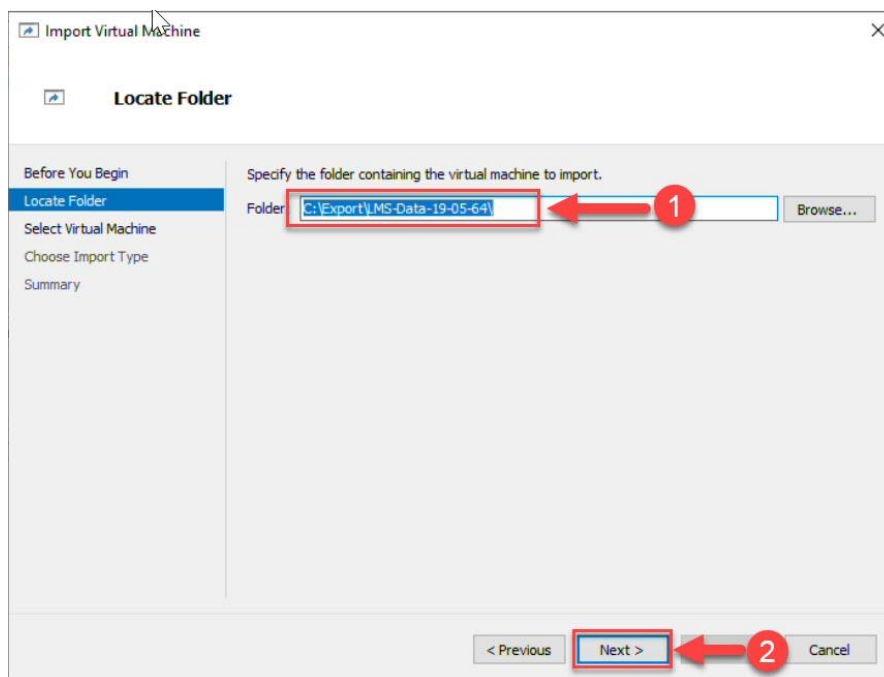 Import Virtual Machine
Locate Folder
Before You Begin
Locate Folder
Select Virtual Machine
Choose Import Type
Summary
Specify the folder containing the virtual machine to import.
Folder C:\Export\LMS-Data-19-05-64\ 1 Browse...
< Previous Next > 2 Cancel